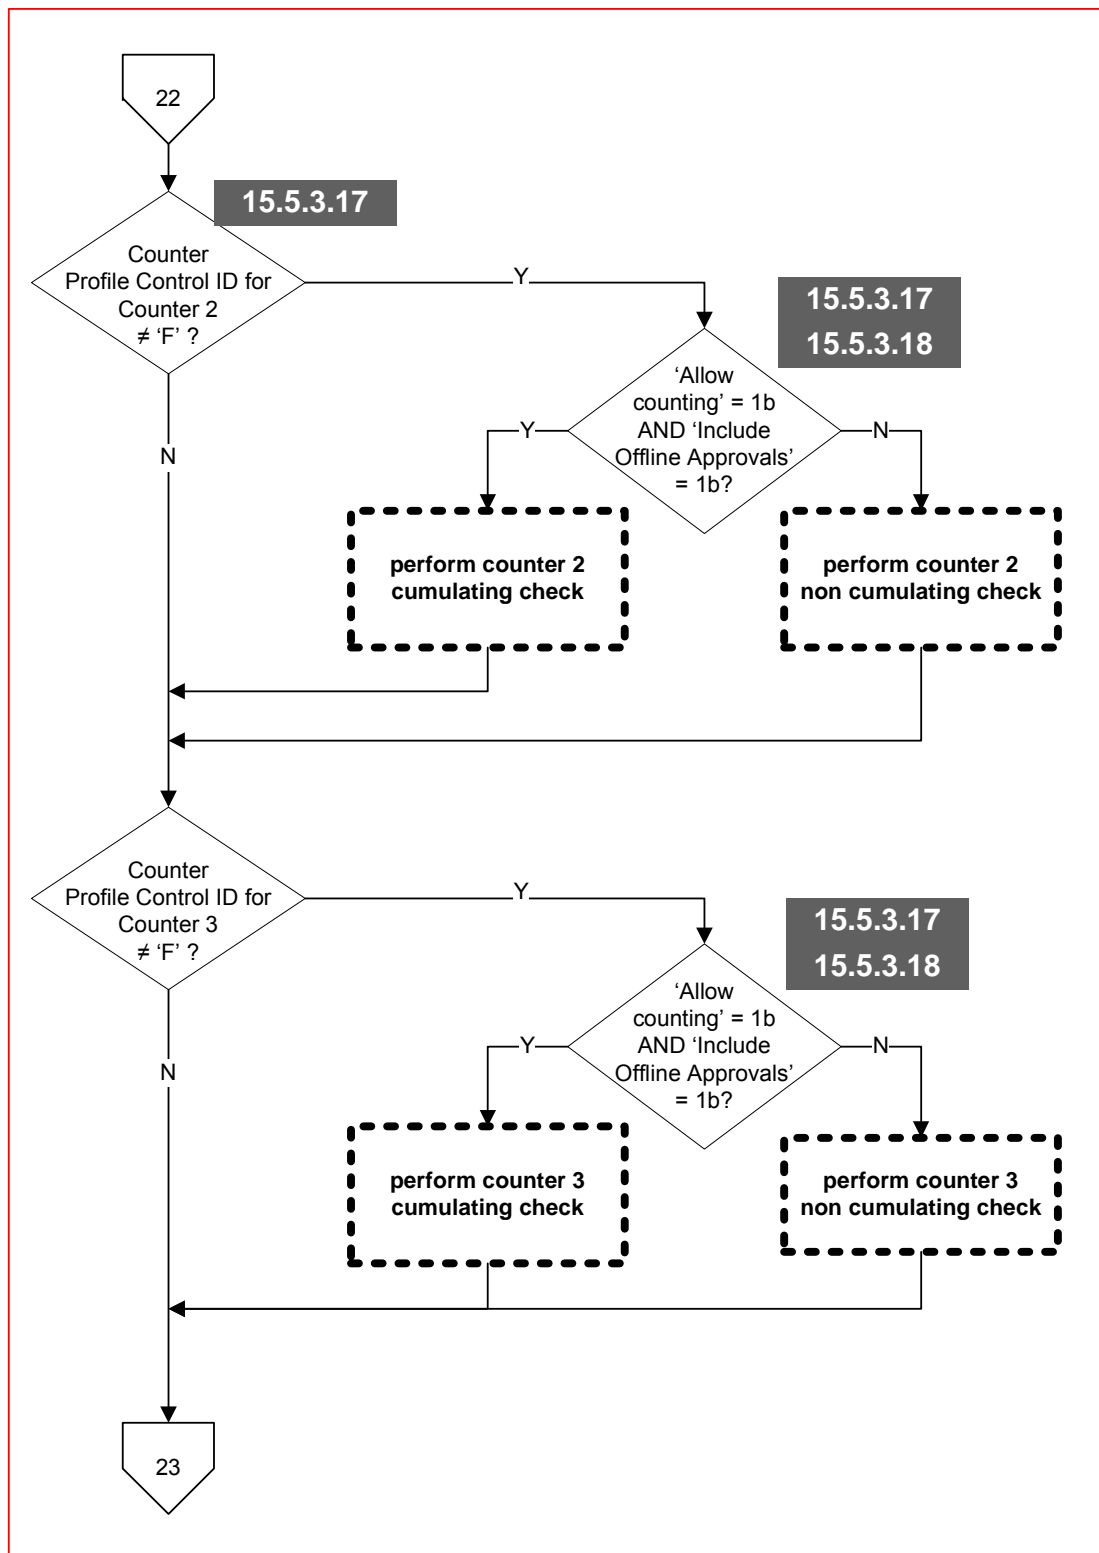 22
15.5.3.17
Counter
Profile Control ID for
Counter 2
≠ ‘F’ ?
Y
15.5.3.17
15.5.3.18
‘Allow
counting’ = 1b
AND ‘Include
Offline Approvals’
= 1b?
Y
N
N
perform counter 2
cumulating check
perform counter 2
non cumulating check
Counter
Profile Control ID for
Counter 3
≠ ‘F’ ?
Y
15.5.3.17
15.5.3.18
‘Allow
counting’ = 1b
AND ‘Include
Offline Approvals’
= 1b?
Y
N
N
perform counter 3
cumulating check
perform counter 3
non cumulating check
23